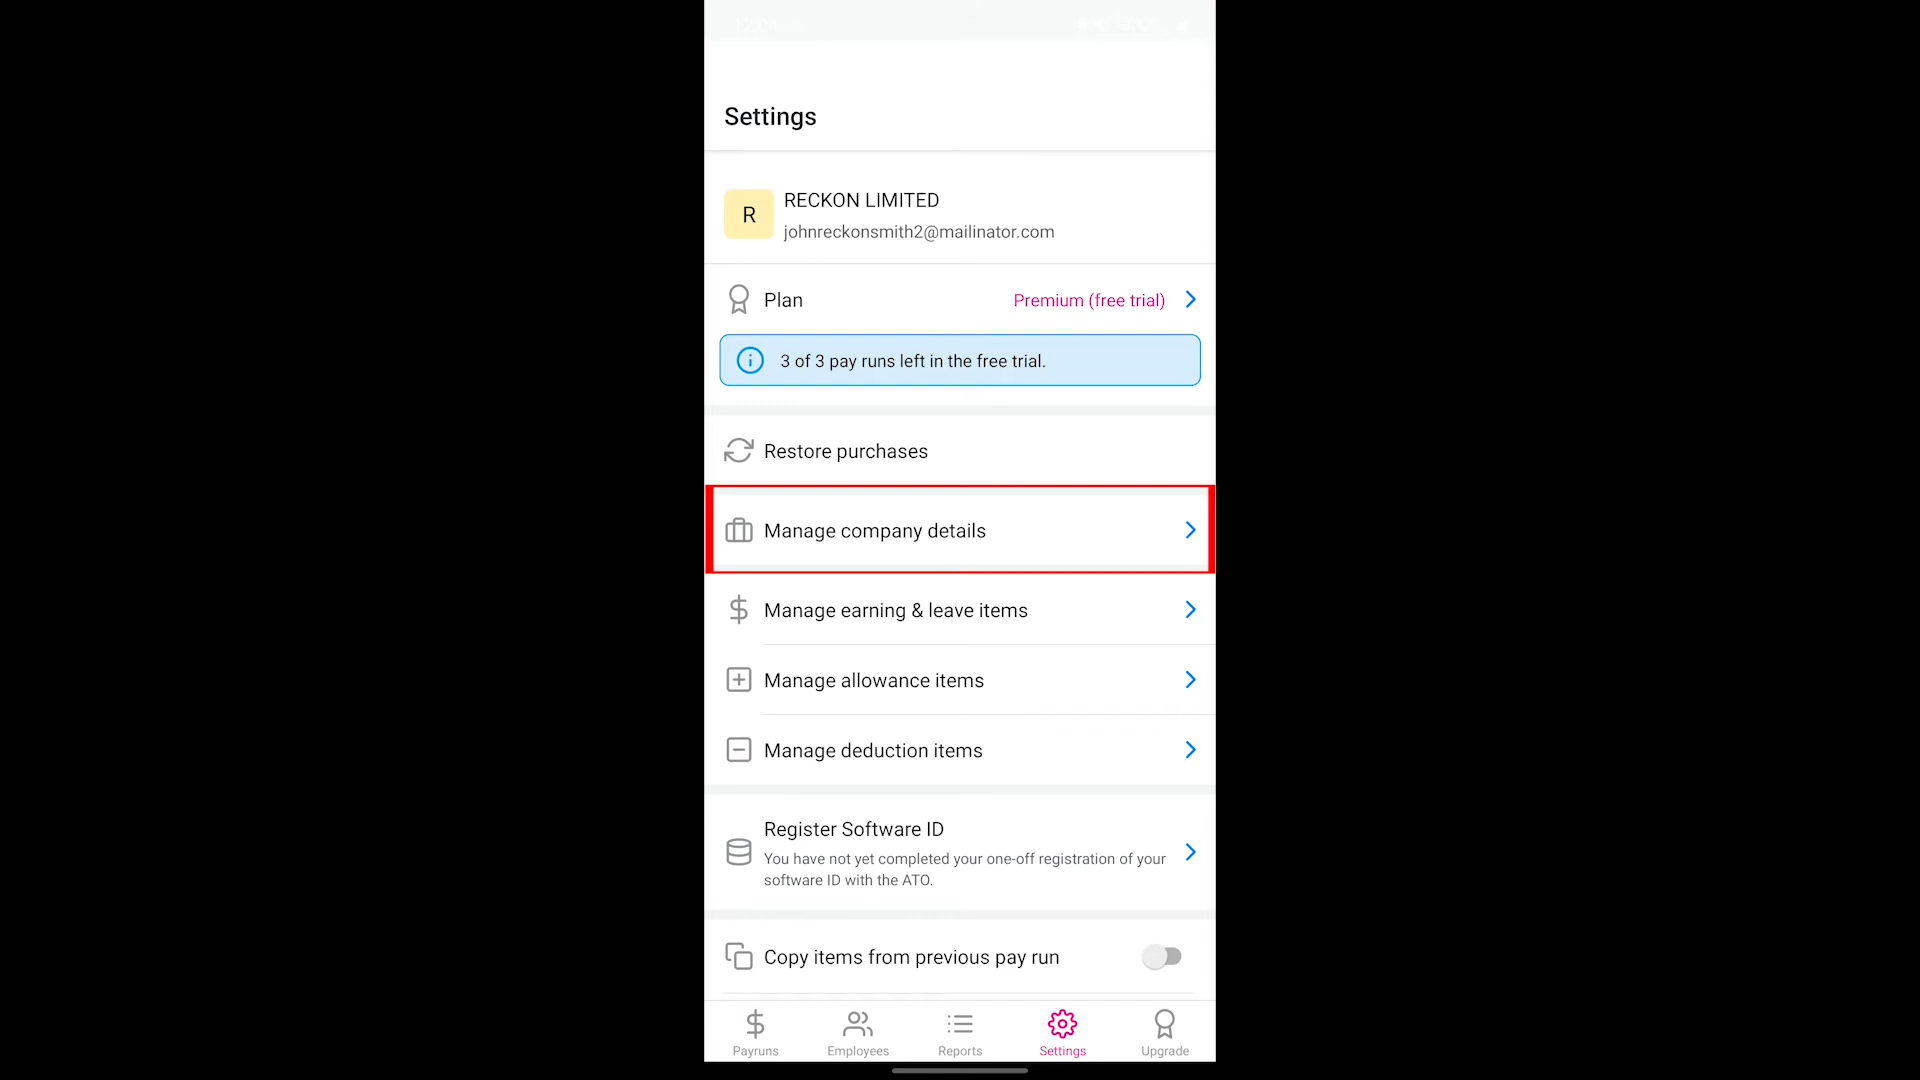 12:01
Settings
R
RECKON LIMITED
johnreckonsmith2@mailinator.com
Plan
Premium (free trial)
3 of 3 pay runs left in the free trial.
Restore purchases
Manage company details
Manage earning & leave items
Manage allowance items
Manage deduction items
Register Software ID
You have not yet completed your one-off registration of your
software ID with the ATO.
Copy items from previous pay run
Payruns
Employees
Reports
Settings
Upgrade